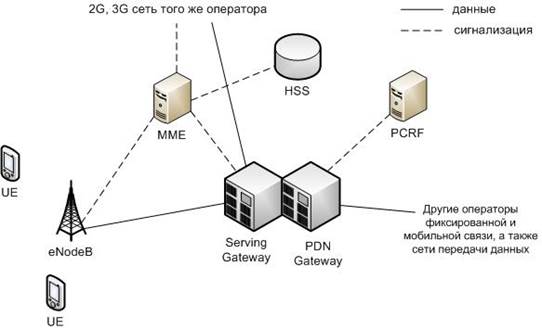 2G, 3G сеть того же оператора
данные
сигнализация
HSS
MME
PCRF
UE
Другие операторы
фиксированной и
мобильной связи, а также
сети передачи данных
eNodeB
Serving
Gateway
PDN
Gateway
UE